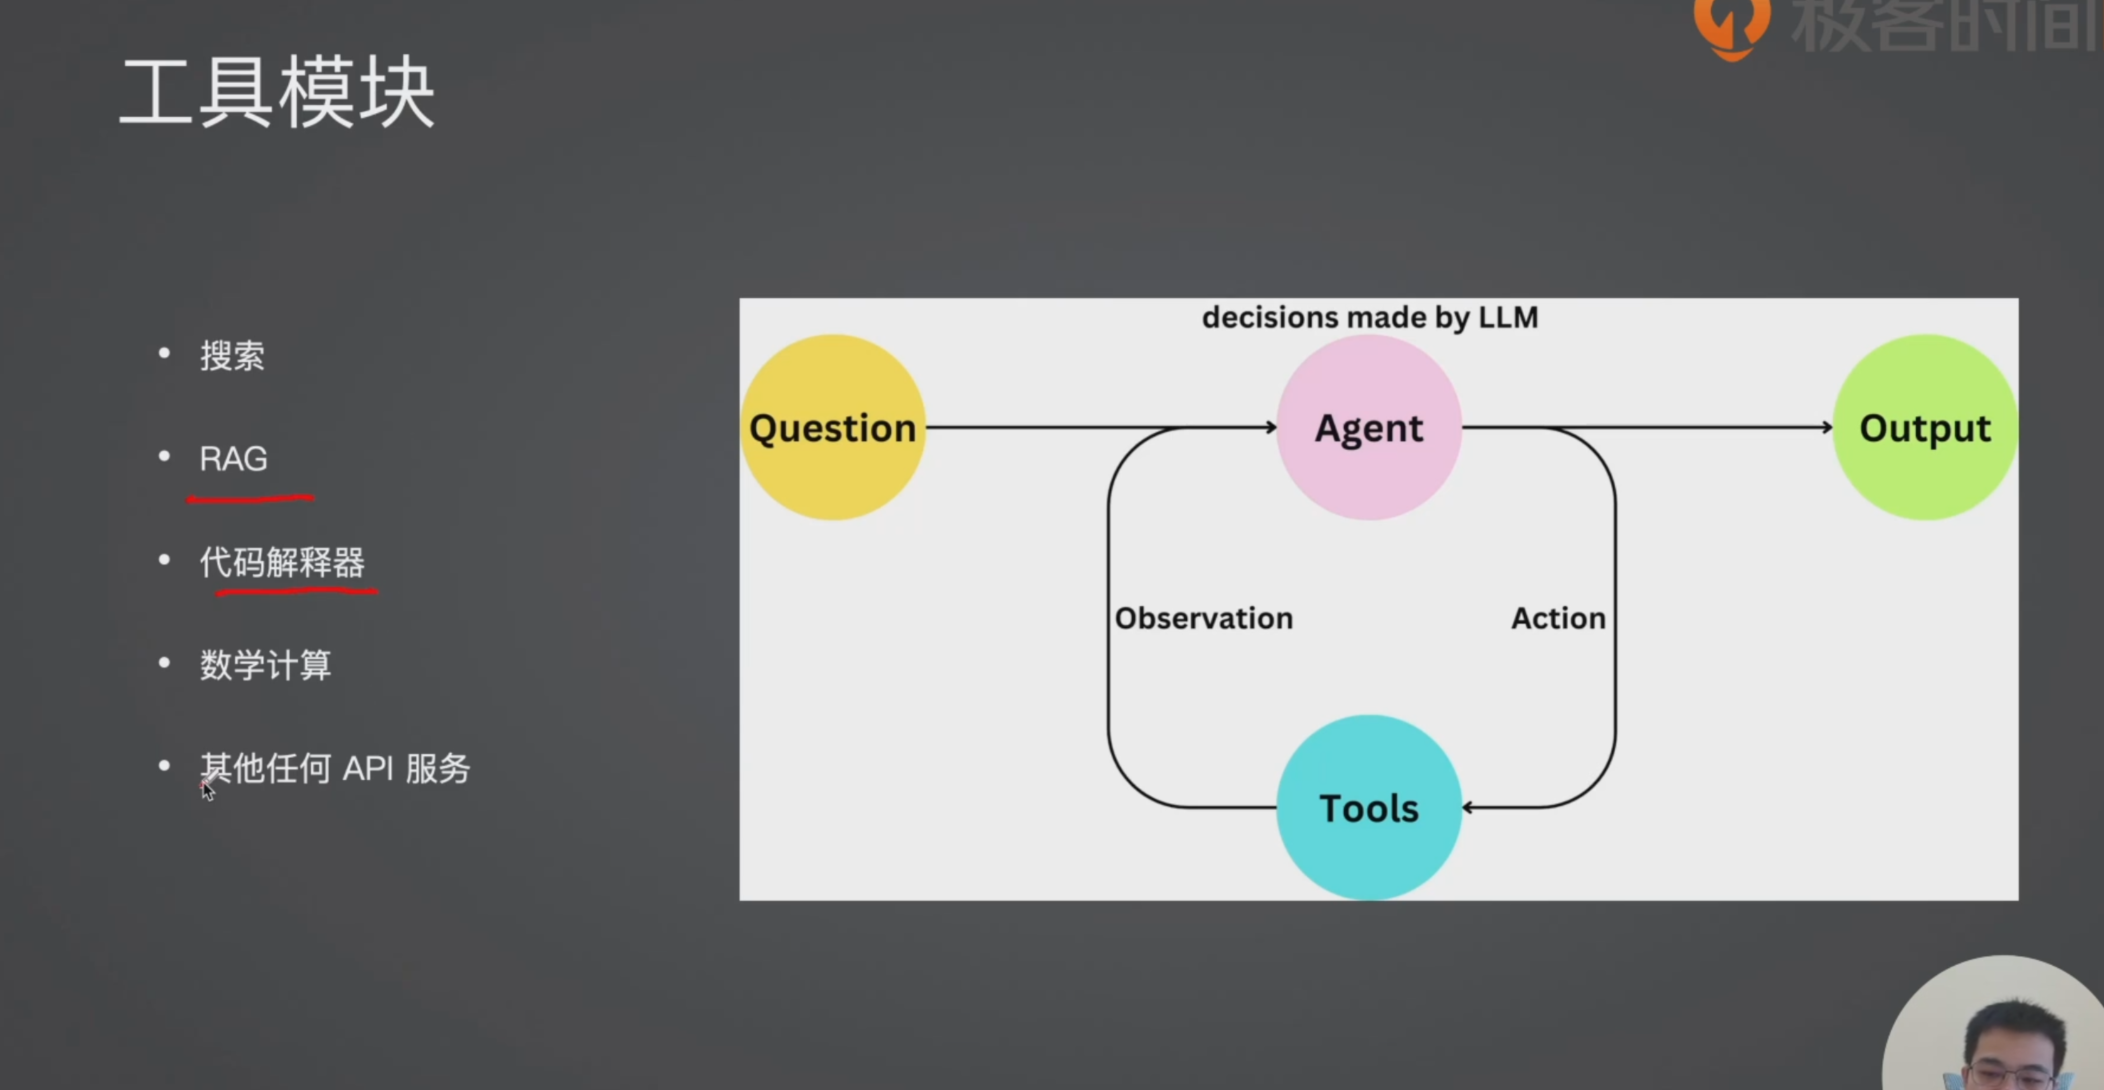 极客时间
工具模块
搜索
RAG
代码解释器
数学计算
其他任何 API 服务
decisions made by LLM
Question
Agent
Output
Observation
Action
Tools